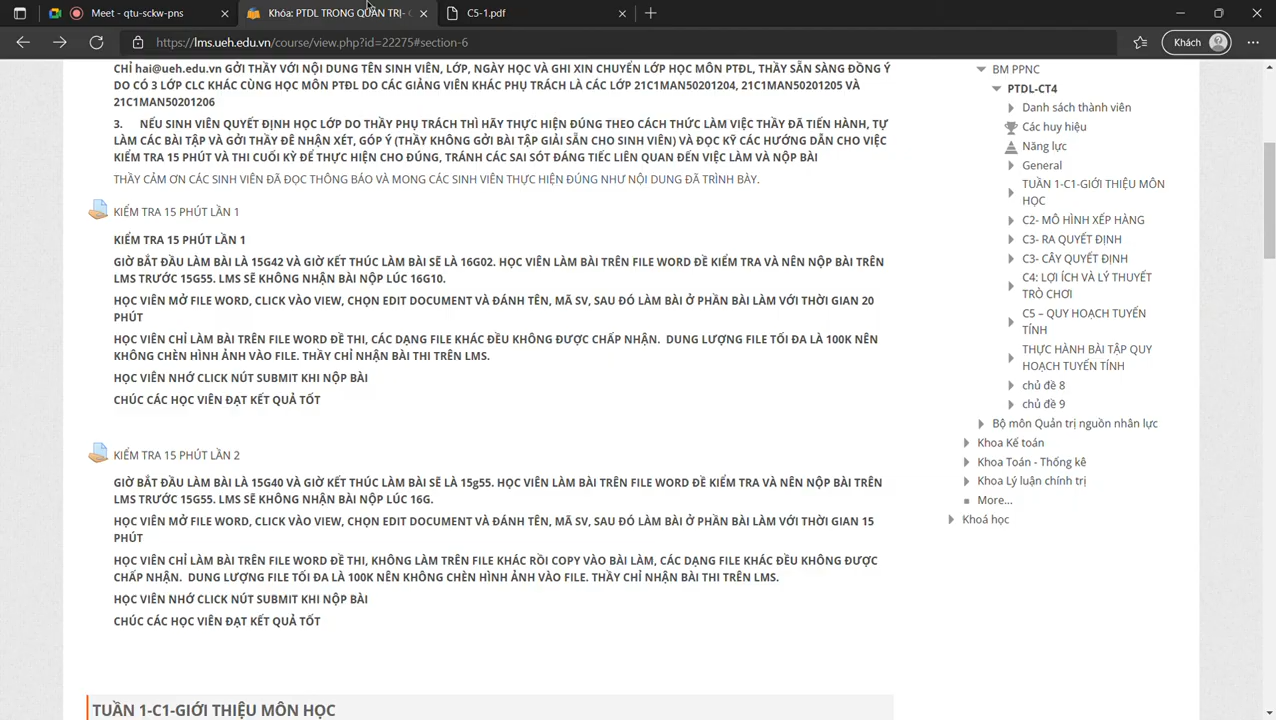 Meet - qtu-sckw-pns
Khóa: PTDL TRONG QUẢN TRỊ-
C5-1.pdf
https://lms.ueh.edu.vn/course/view.php?id=22275#section-6
Khách
CHỈ hai@ueh.edu.vn GỞI THẦY VỚI NỘI DUNG TÊN SINH VIÊN, LỚP, NGÀY HỌC VÀ GHI XIN CHUYỂN LỚP HỌC MÔN PTĐL, THẦY SẴN SÀNG ĐỒNG Ý
DO CÓ 3 LỚP CLC KHÁC CÙNG HỌC MÔN PTĐL DO CÁC GIẢNG VIÊN KHÁC PHỤ TRÁCH LÀ CÁC LỚP 21C1MAN50201204, 21C1MAN50201205 VÀ
21C1MAN50201206
3. NẾU SINH VIÊN QUYẾT ĐỊNH HỌC LỚP DO THẦY PHỤ TRÁCH THÌ HÃY THỰC HIỆN ĐÚNG THEO CÁCH THỨC LÀM VIỆC THẦY ĐÃ TIẾN HÀNH, TỰ
LÀM CÁC BÀI TẬP VÀ GỞI THẦY ĐỂ NHẬN XÉT, GÓP Ý (THẦY KHÔNG GỞI BÀI TẬP GIẢI SẴN CHO SINH VIÊN) VÀ ĐỌC KỸ CÁC HƯỚNG DẪN CHO VIỆC
KIỂM TRA 15 PHÚT VÀ THI CUỐI KỲ ĐỂ THỰC HIỆN CHO ĐÚNG, TRÁNH CÁC SAI SÓT ĐÁNG TIẾC LIÊN QUAN ĐẾN VIỆC LÀM VÀ NỘP BÀI
THẦY CẢM ƠN CÁC SINH VIÊN ĐÃ ĐỌC THÔNG BÁO VÀ MONG CÁC SINH VIÊN THỰC HIỆN ĐÚNG NHƯ NỘI DUNG ĐÃ TRÌNH BÀY.
KIỂM TRA 15 PHÚT LẦN 1
KIỂM TRA 15 PHÚT LẦN 1
GIỜ BẮT ĐẦU LÀM BÀI LÀ 15G42 VÀ GIỜ KẾT THÚC LÀM BÀI SẼ LÀ 16G02. HỌC VIÊN LÀM BÀI TRÊN FILE WORD ĐỀ KIỂM TRA VÀ NÊN NỘP BÀI TRÊN
LMS TRƯỚC 15G55. LMS SẼ KHÔNG NHẬN BÀI NỘP LÚC 16G10.
HỌC VIÊN MỞ FILE WORD, CLICK VÀO VIEW, CHỌN EDIT DOCUMENT VÀ ĐÁNH TÊN, MÃ SV, SAU ĐÓ LÀM BÀI Ở PHẦN BÀI LÀM VỚI THỜI GIAN 20
PHÚT
HỌC VIÊN CHỈ LÀM BÀI TRÊN FILE WORD ĐỀ THI, CÁC DẠNG FILE KHÁC ĐỀU KHÔNG ĐƯỢC CHẤP NHẬN. DUNG LƯỢNG FILE TỐI ĐA LÀ 100K NÊN
KHÔNG CHÈN HÌNH ẢNH VÀO FILE. THẦY CHỈ NHẬN BÀI THI TRÊN LMS.
HỌC VIÊN NHỚ CLICK NÚT SUBMIT KHI NỘP BÀI
CHÚC CÁC HỌC VIÊN ĐẠT KẾT QUẢ TỐT
KIỂM TRA 15 PHÚT LẦN 2
GIỜ BẮT ĐẦU LÀM BÀI LÀ 15G40 VÀ GIỜ KẾT THÚC LÀM BÀI SẼ LÀ 15g55. HỌC VIÊN LÀM BÀI TRÊN FILE WORD ĐỀ KIỂM TRA VÀ NÊN NỘP BÀI TRÊN
LMS TRƯỚC 15G55. LMS SẼ KHÔNG NHẬN BÀI NỘP LÚC 16G.
HỌC VIÊN MỞ FILE WORD, CLICK VÀO VIEW, CHỌN EDIT DOCUMENT VÀ ĐÁNH TÊN, MÃ SV, SAU ĐÓ LÀM BÀI Ở PHẦN BÀI LÀM VỚI THỜI GIAN 15
PHÚT
HỌC VIÊN CHỈ LÀM BÀI TRÊN FILE WORD ĐỀ THI, KHÔNG LÀM TRÊN FILE KHÁC RỒI COPY VÀO BÀI LÀM, CÁC DẠNG FILE KHÁC ĐỀU KHÔNG ĐƯỢC
CHẤP NHẬN. DUNG LƯỢNG FILE TỐI ĐA LÀ 100K NÊN KHÔNG CHÈN HÌNH ẢNH VÀO FILE. THẦY CHỈ NHẬN BÀI THI TRÊN LMS.
HỌC VIÊN NHỚ CLICK NÚT SUBMIT KHI NỘP BÀI
CHÚC CÁC HỌC VIÊN ĐẠT KẾT QUẢ TỐT
TUẦN 1-C1-GIỚI THIỆU MÔN HỌC
BM PPNC
PTDL-CT4
Danh sách thành viên
Các huy hiệu
Năng lực
General
TUẦN 1-C1-GIỚI THIỆU MÔN
HỌC
C2- MÔ HÌNH XẾP HÀNG
C3- RA QUYẾT ĐỊNH
C3- CÂY QUYẾT ĐỊNH
C4: LỢI ÍCH VÀ LÝ THUYẾT
TRÒ CHƠI
C5 – QUY HOẠCH TUYẾN
TÍNH
THỰC HÀNH BÀI TẬP QUY
HOẠCH TUYẾN TÍNH
chủ đề 8
chủ đề 9
Bộ môn Quản trị nguồn nhân lực
Khoa Kế toán
Khoa Toán - Thống kê
Khoa Lý luận chính trị
More...
Khoá học